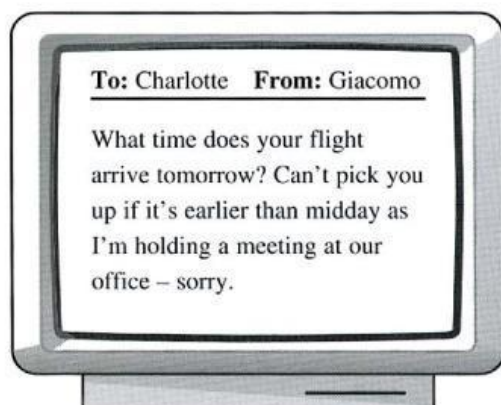 To: Charlotte From: Giacomo
What time does your flight
arrive tomorrow? Can't pick you
up if it's earlier than midday as
I'm holding a meeting at our
office – sorry.